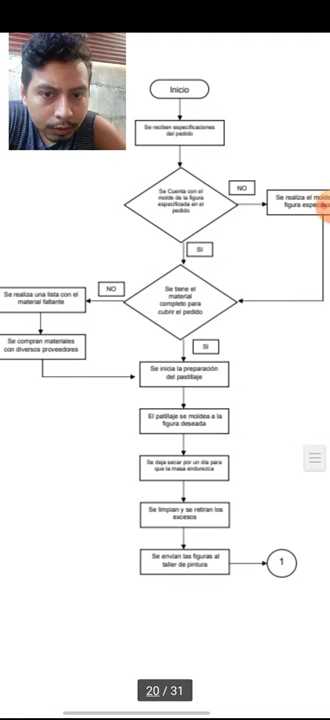 Inicio
Se reciben especificaciones
del pedido
Se Cuenta con el
molde de la figura
especificada en el
pedido
NO
Se realiza el
figura
SI
Se tiene el
material
completo para
cubrir el pedido
NO
Se realiza una lista con el
material faltante
Se compran materiales
con diversos proveedores
SI
Se inicia la preparación
del pastillaje
El patillaje se moldea a la
figura deseada
Se deja secar por un día para
que la masa endurezca
Se limpian y se retiran los
excesos
Se envían las figuras al
taller de pintura
1
20 / 31